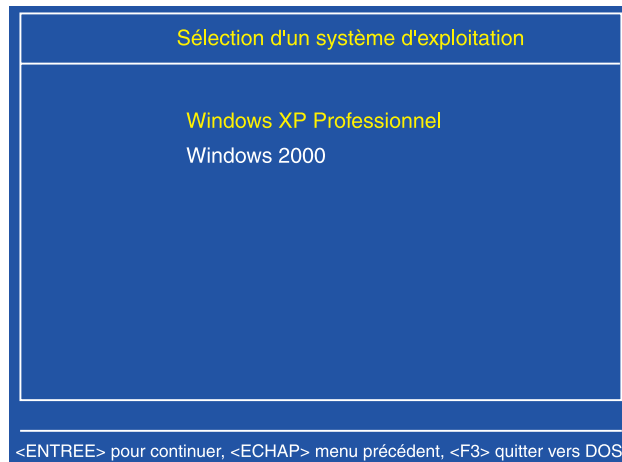 Sélection d'un système d'exploitation
Windows XP Professionnel
Windows 2000
<ENTREE> pour continuer, <ECHAP> menu précédent, <F3> quitter vers DOS